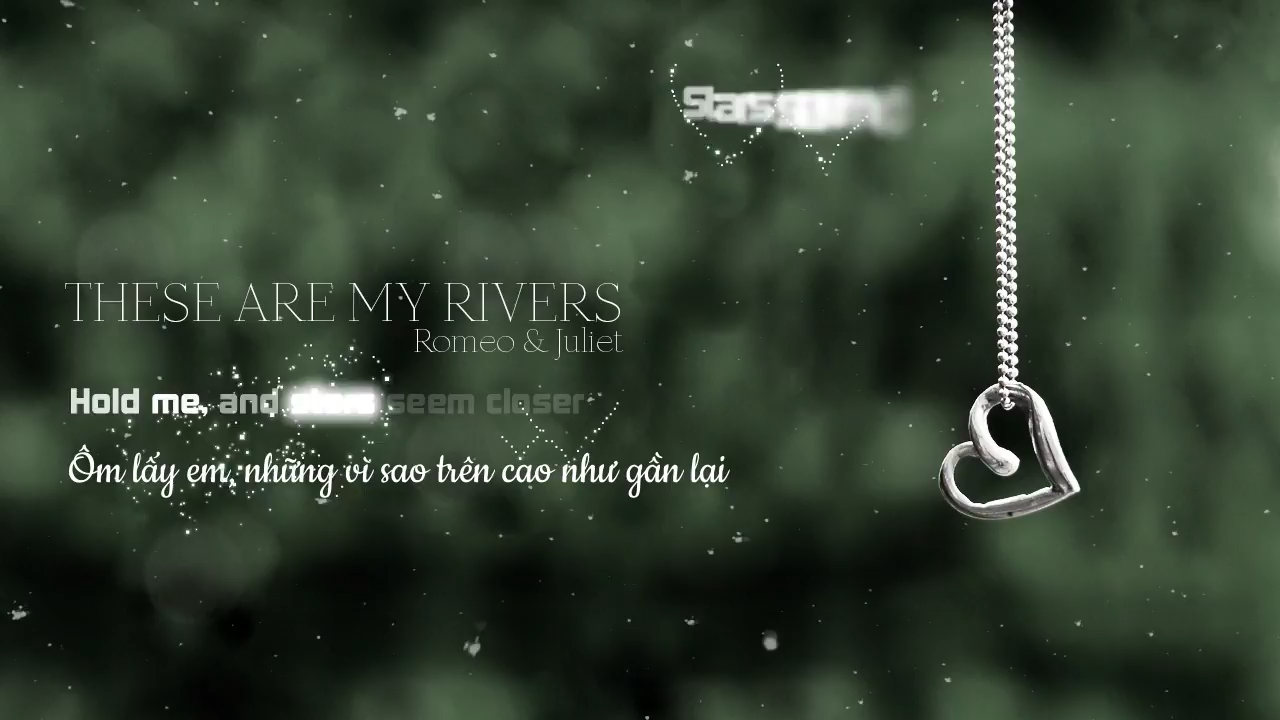 Stars
THESE ARE MY RIVERS
Romeo & Juliet
Hold me, and stars seem closer
Ôm lấy em, những vì sao trên cao như gần lại